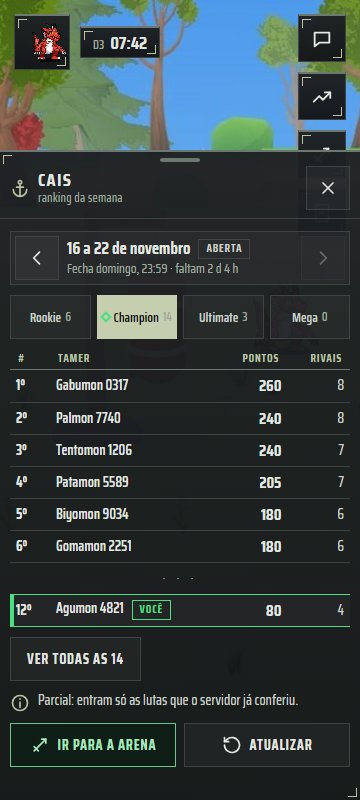 D3 07:42
CAIS
ranking da semana
16 a 22 de novembro ABERTA
Fecha domingo, 23:59 · faltam 2 d 4 h
Rookie 6 Champion 14 Ultimate 3 Mega 0
# TAMER PONTOS RIVAIS
1º Gabumon 0317 260 8
2º Palmon 7740 240 8
3º Tentomon 1206 240 7
4º Patamon 5589 205 7
5º Biyomon 9034 180 6
6º Gomamon 2251 180 6
· · ·
12º Agumon 4821 VOCÊ 80 4
VER TODAS AS 14
Parcial: entram só as lutas que o servidor já conferiu.
IR PARA A ARENA ATUALIZAR